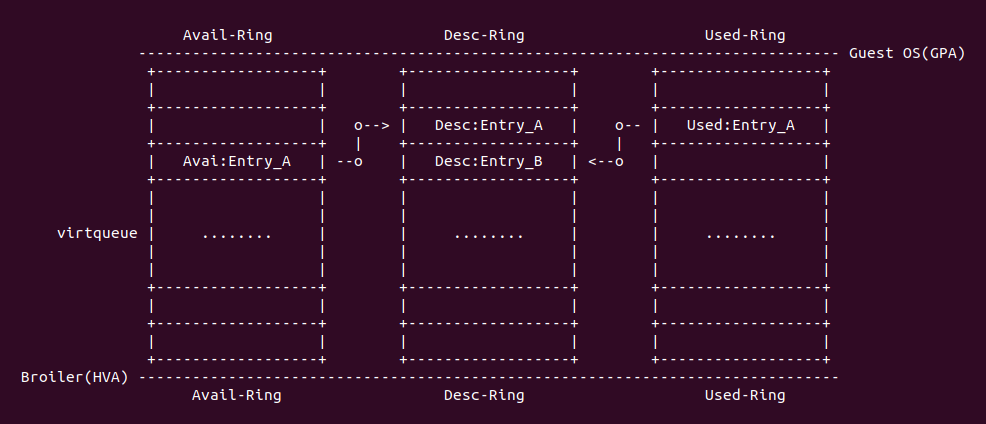 Avail-Ring Desc-Ring Used-Ring
Guest OS(GPA)
o--> Desc:Entry_A o-- Used:Entry_A
Avai:Entry_A --o Desc:Entry_B <--o
virtqueue ........ ........ ........
Broiler(HVA)
Avail-Ring Desc-Ring Used-Ring